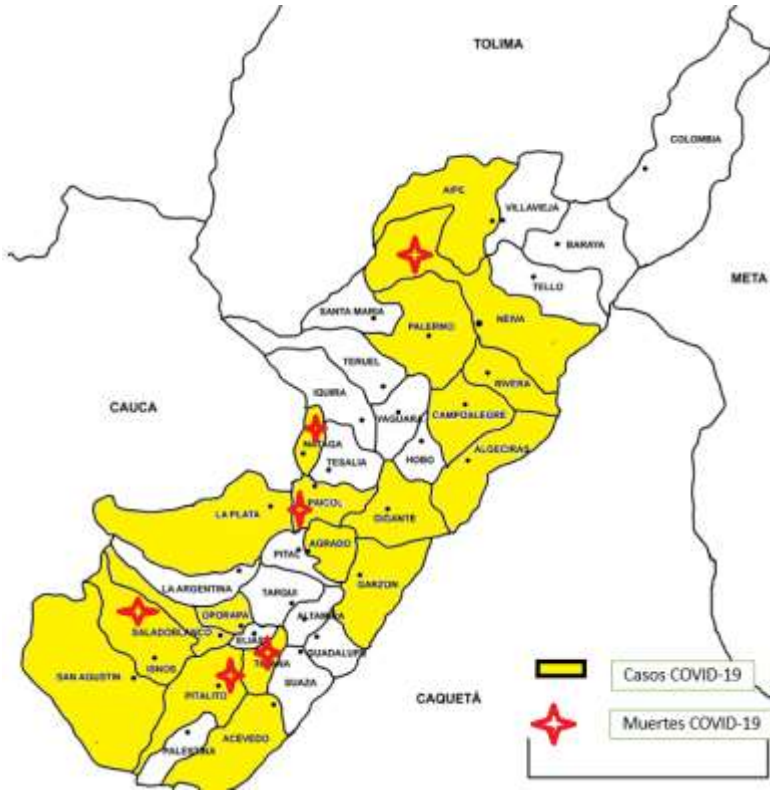 TOLIMA
COLOMBIA
AIPE
VILLAVIEJA
BARAYA
META
TELLO
SANTA MARIA
NEIVA
PALERMO
TERUEL
RIVERA
CAUCA
IQUIRA
YAGUARA
CAMPOALEGRE
NATAGA
ALGECIRAS
TESALIA
HOBO
PAICOL
LA PLATA
GIGANTE
PITAL
AGRADO
LA ARGENTINA
GARZON
TARQUI
OPORAPA
ALTAMIRA
SALADOBLANCO
ELIAS
GUADALUPE
ISNOS
SAN AGUSTIN
SUAZA
PITALITO
CAQUETÁ
ACEVEDO
PALESTINA
Casos COVID-19
Muertes COVID-19